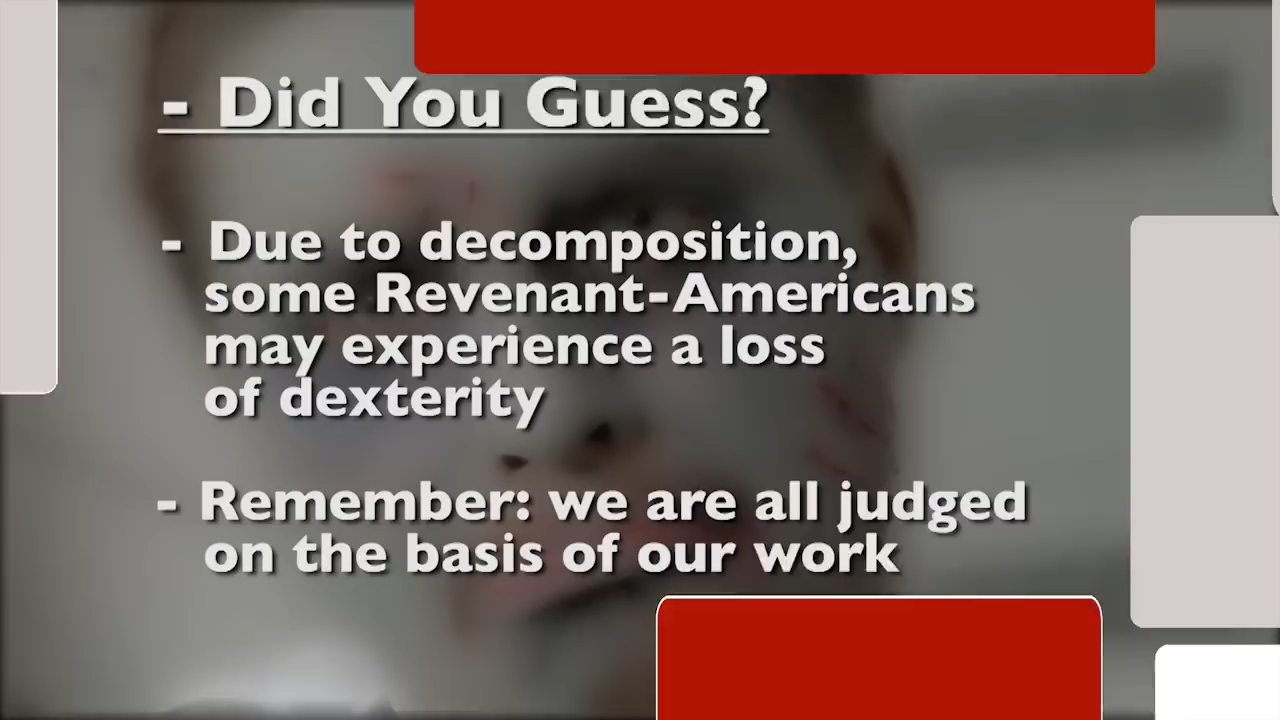 - Did You Guess?
- Due to decomposition,
some Revenant-Americans
may experience a loss
of dexterity
- Remember: we are all judged
on the basis of our work